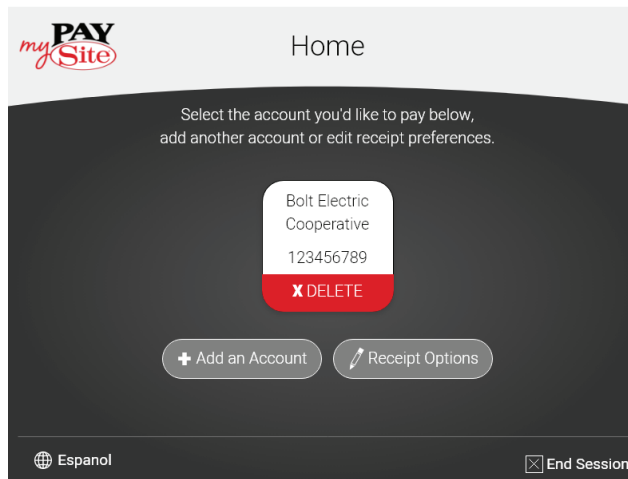 my PAY Site
Home
Select the account you'd like to pay below,
add another account or edit receipt preferences.
Bolt Electric
Cooperative
123456789
X DELETE
+ Add an Account
Receipt Options
Espanol
End Session